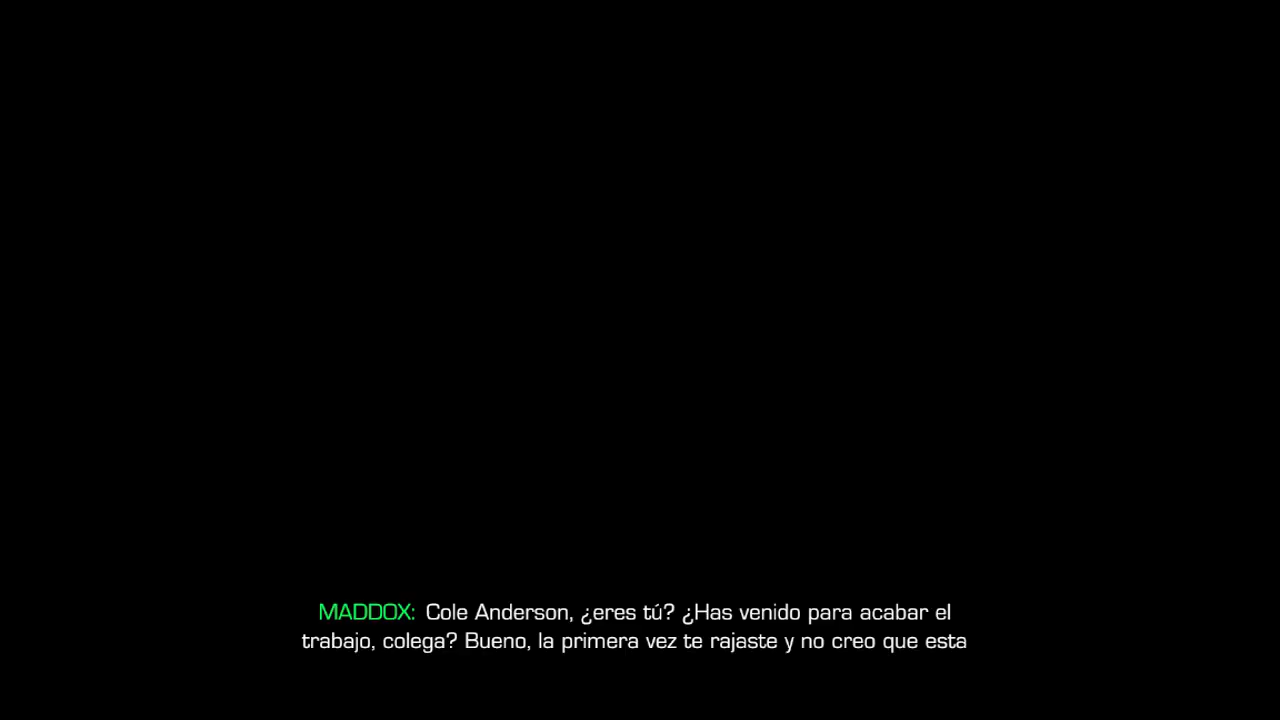 MADDOX: Cole Anderson, ¿eres tú? ¿Has venido para acabar el
trabajo, colega? Bueno, la primera vez te rajaste y no creo que esta